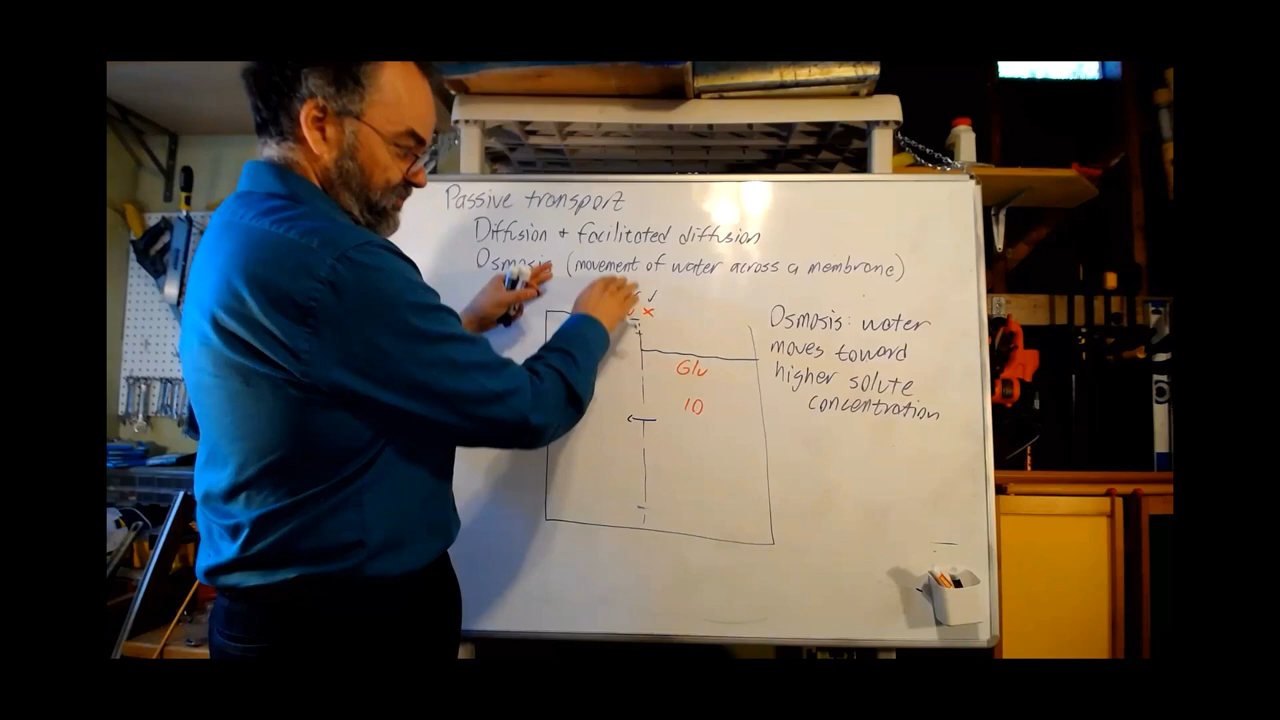 Passive transport
Diffusion + facilitated diffusion
Osmosis (movement of water across a membrane)
Osmosis: water
moves toward
higher solute
concentration
Glu
10